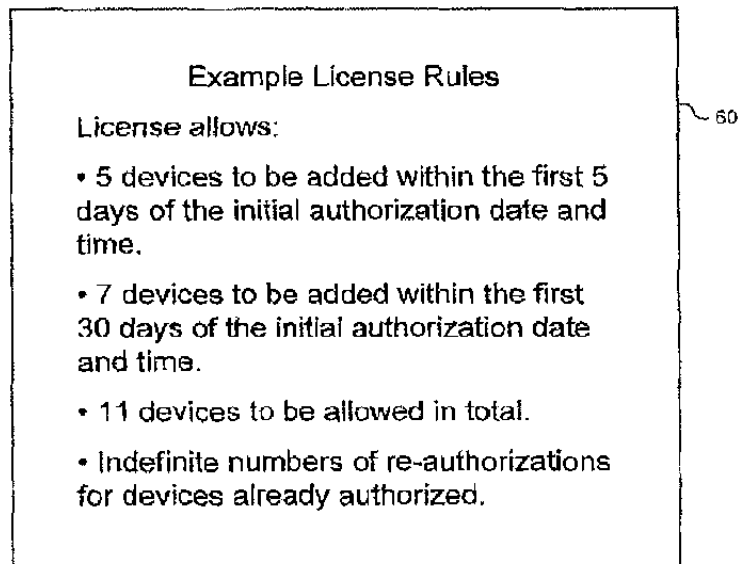 Example License Rules
License allows:
60
• 5 devices to be added within the first 5
days of the initial authorization date and
time.
• 7 devices to be added within the first
30 days of the initial authorization date
and time.
• 11 devices to be allowed in total.
• Indefinite numbers of re-authorizations
for devices already authorized.